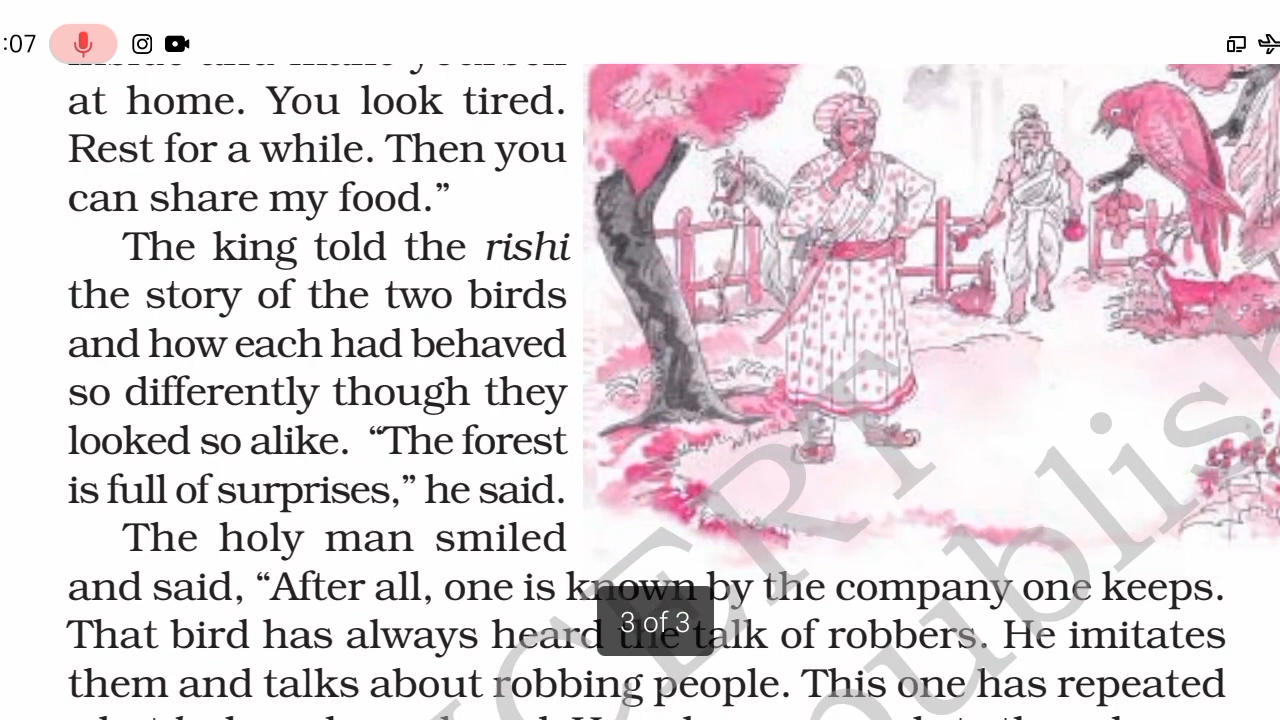 :07
at home. You look tired.
Rest for a while. Then you
can share my food.”
The king told the rishi
the story of the two birds
and how each had behaved
so differently though they
looked so alike. “The forest
is full of surprises,” he said.
The holy man smiled
and said, “After all, one is known by the company one keeps.
3 of 3
That bird has always heard the talk of robbers. He imitates
them and talks about robbing people. This one has repeated